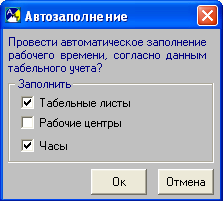 Автозаполнение
Провести автоматическое заполнение
рабочего времени, согласно данным
табельного учета?
Заполнить
Табельные листы
Рабочие центры
Часы
Ок
Отмена